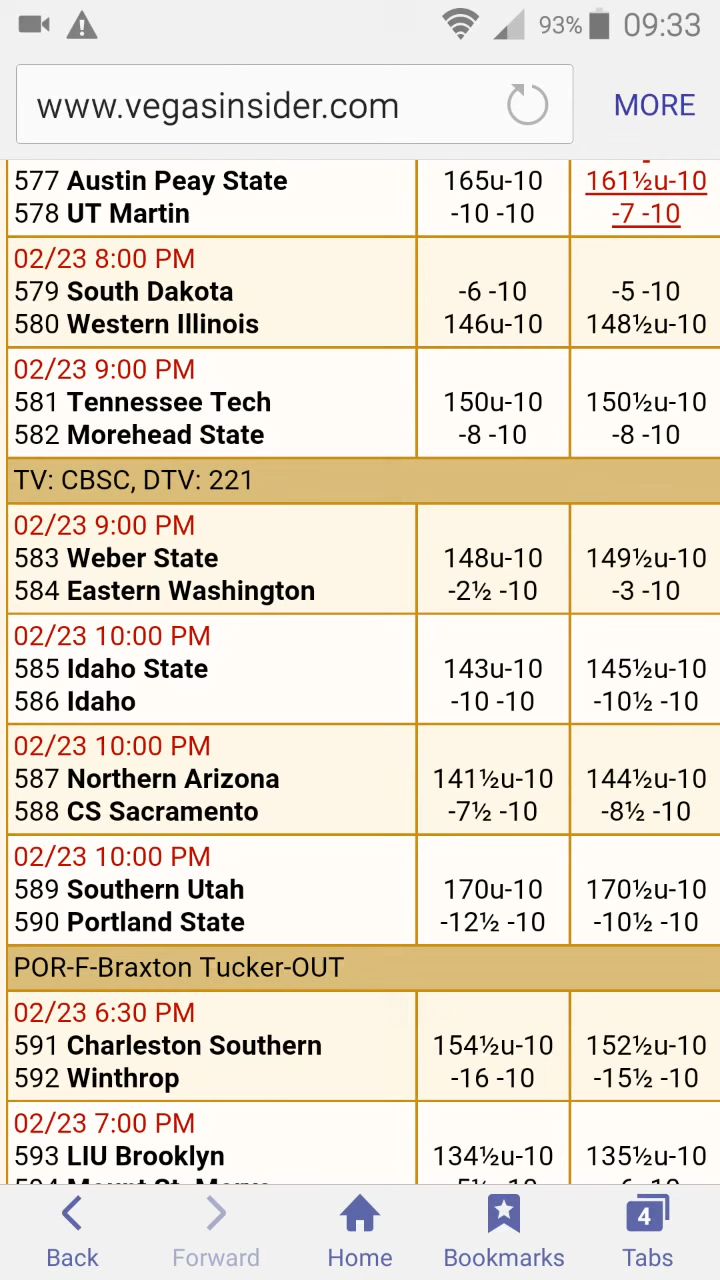 93% 09:33
www.vegasinsider.com MORE
577 Austin Peay State 165u-10 161½u-10
578 UT Martin -10 -10 -7 -10
02/23 8:00 PM
579 South Dakota -6 -10 -5 -10
580 Western Illinois 146u-10 148½u-10
02/23 9:00 PM
581 Tennessee Tech 150u-10 150½u-10
582 Morehead State -8 -10 -8 -10
TV: CBSC, DTV: 221
02/23 9:00 PM
583 Weber State 148u-10 149½u-10
584 Eastern Washington -2½ -10 -3 -10
02/23 10:00 PM
585 Idaho State 143u-10 145½u-10
586 Idaho -10 -10 -10½ -10
02/23 10:00 PM
587 Northern Arizona 141½u-10 144½u-10
588 CS Sacramento -7½ -10 -8½ -10
02/23 10:00 PM
589 Southern Utah 170u-10 170½u-10
590 Portland State -12½ -10 -10½ -10
POR-F-Braxton Tucker-OUT
02/23 6:30 PM
591 Charleston Southern 154½u-10 152½u-10
592 Winthrop -16 -10 -15½ -10
02/23 7:00 PM
593 LIU Brooklyn 134½u-10 135½u-10
4
Back Forward Home Bookmarks Tabs